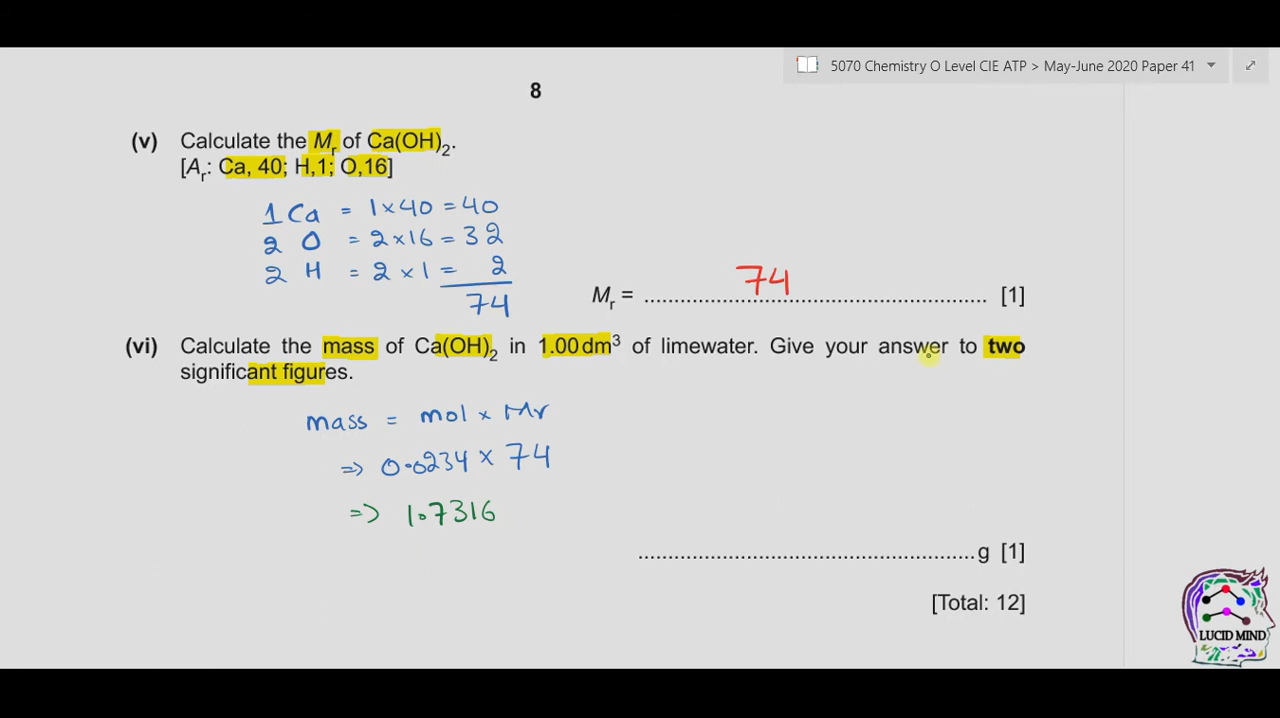 5070 Chemistry O Level CIE ATP > May-June 2020 Paper 41
8
(v) Calculate the Mr of Ca(OH)2.
[Ar: Ca, 40; H,1; O,16]
1 Ca = 1×40 = 40
2 O = 2×16 = 32
2 H = 2×1 = 2
74
Mr = 74 [1]
(vi) Calculate the mass of Ca(OH)2 in 1.00 dm3 of limewater. Give your answer to two
significant figures.
mass = mol × Mr
=> 0.0234 × 74
=> 1.7316
g [1]
[Total: 12]
LUCID MIND